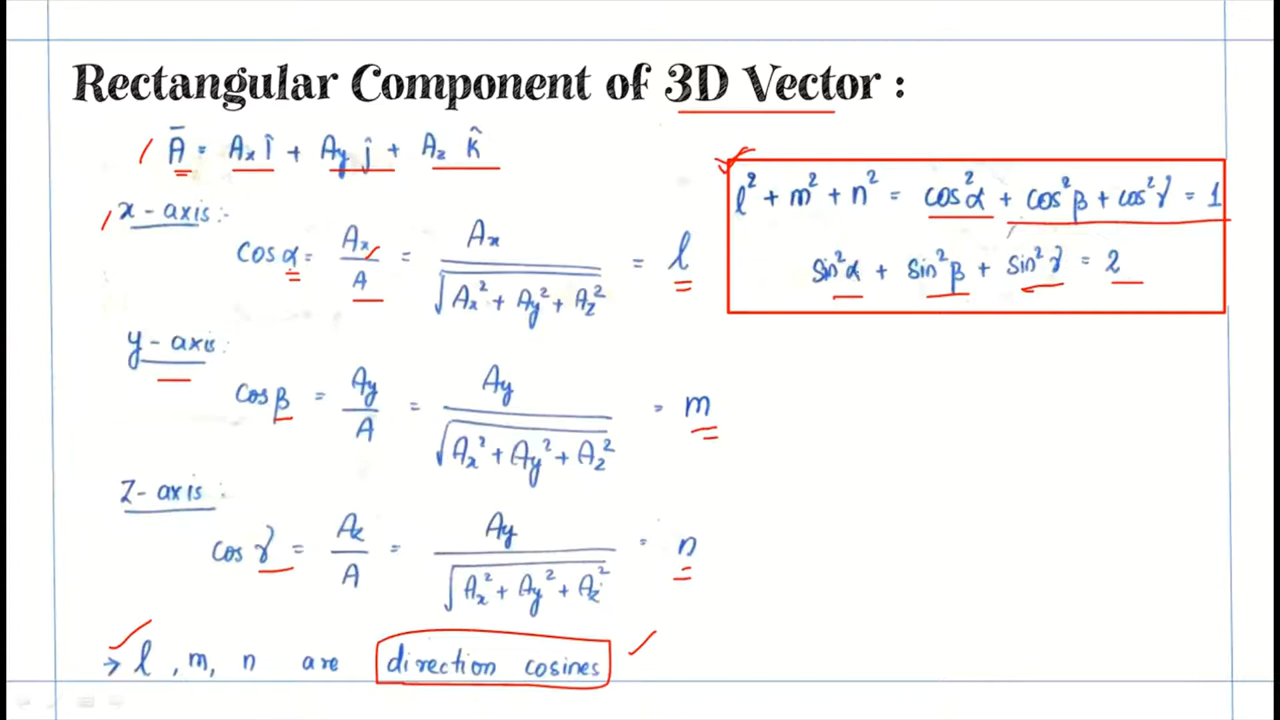 Rectangular Component of 3D Vector :
Ā = Aₓ î + Ay ĵ + Az k̂
x - axis :-
cos α = Aₓ/A = Aₓ/√(Aₓ² + Ay² + Az²) = l
y - axis :
cos β = Ay/A = Ay/√(Aₓ² + Ay² + Az²) = m
z - axis :
cos γ = Az/A = Ay/√(Aₓ² + Ay² + Az²) = n
→ l , m, n are direction cosines
l² + m² + n² = cos²α + cos²β + cos²γ = 1
sin²α + sin²β + sin²γ = 2